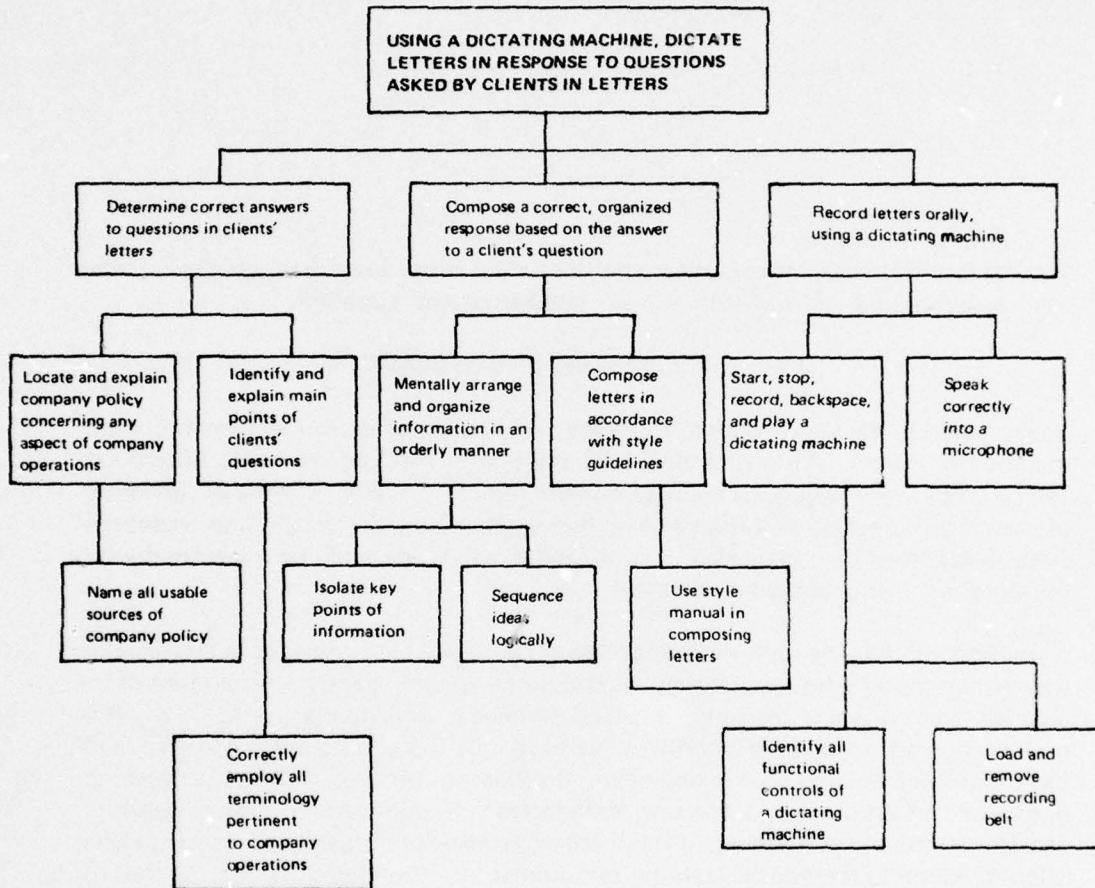 USING A DICTATING MACHINE, DICTATE
LETTERS IN RESPONSE TO QUESTIONS
ASKED BY CLIENTS IN LETTERS
Determine correct answers
to questions in clients'
letters
Compose a correct, organized
response based on the answer
to a client's question
Record letters orally,
using a dictating machine
Locate and explain
company policy
concerning any
aspect of company
operations
Identify and
explain main
points of
clients'
questions
Mentally arrange
and organize
information in an
orderly manner
Compose
letters in
accordance
with style
guidelines
Start, stop,
record, backspace,
and play a
dictating machine
Speak
correctly
into a
microphone
Name all usable
sources of
company policy
Isolate key
points of
information
Sequence
ideas
logically
Use style
manual in
composing
letters
Correctly
employ all
terminology
pertinent
to company
operations
Identify all
functional
controls of
a dictating
machine
Load and
remove
recording
belt